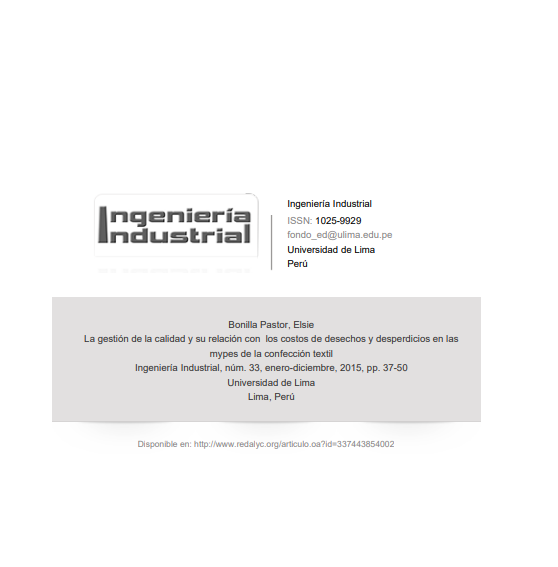 Ingeniería
Industrial
Ingeniería Industrial
ISSN: 1025-9929
fondo_ed@ulima.edu.pe
Universidad de Lima
Perú
Bonilla Pastor, Elsie
La gestión de la calidad y su relación con los costos de desechos y desperdicios en las
mypes de la confección textil
Ingeniería Industrial, núm. 33, enero-diciembre, 2015, pp. 37-50
Universidad de Lima
Lima, Perú
Disponible en: http://www.redalyc.org/articulo.oa?id=337443854002